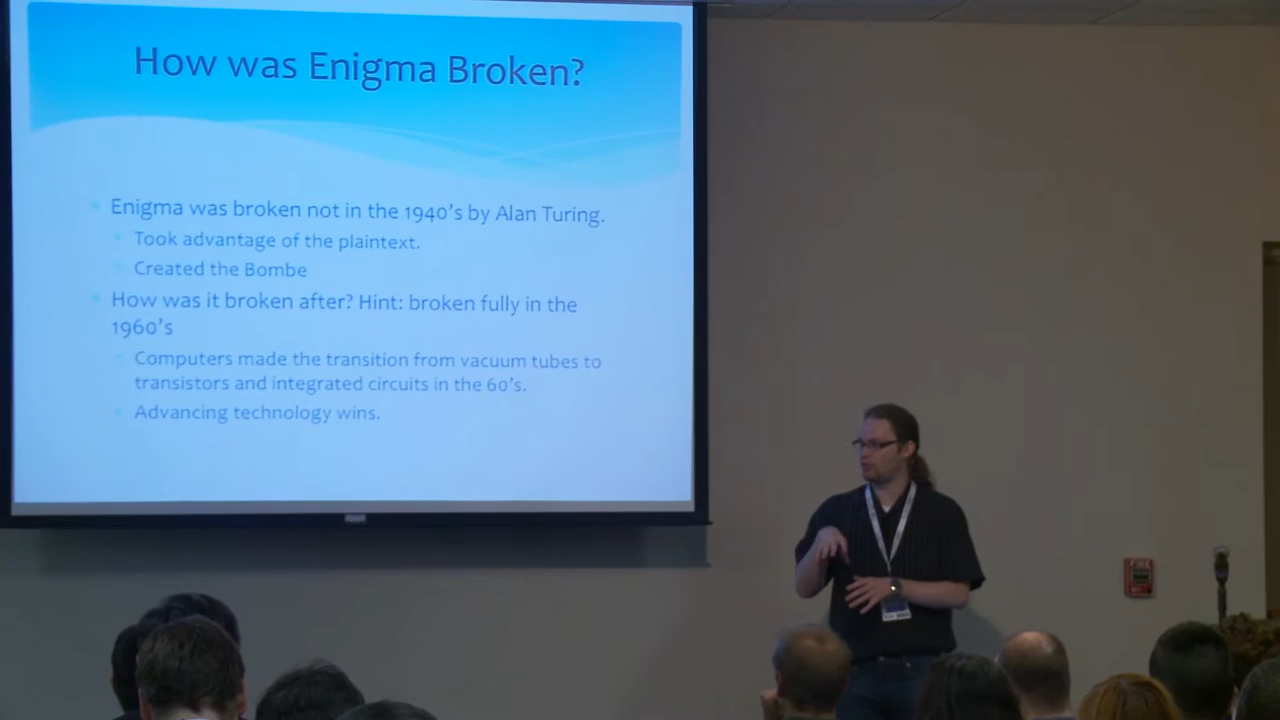 How was Enigma Broken?
Enigma was broken not in the 1940's by Alan Turing.
Took advantage of the plaintext.
Created the Bombe
How was it broken after? Hint: broken fully in the
1960's
Computers made the transition from vacuum tubes to
transistors and integrated circuits in the 60's.
Advancing technology wins.
FIRE